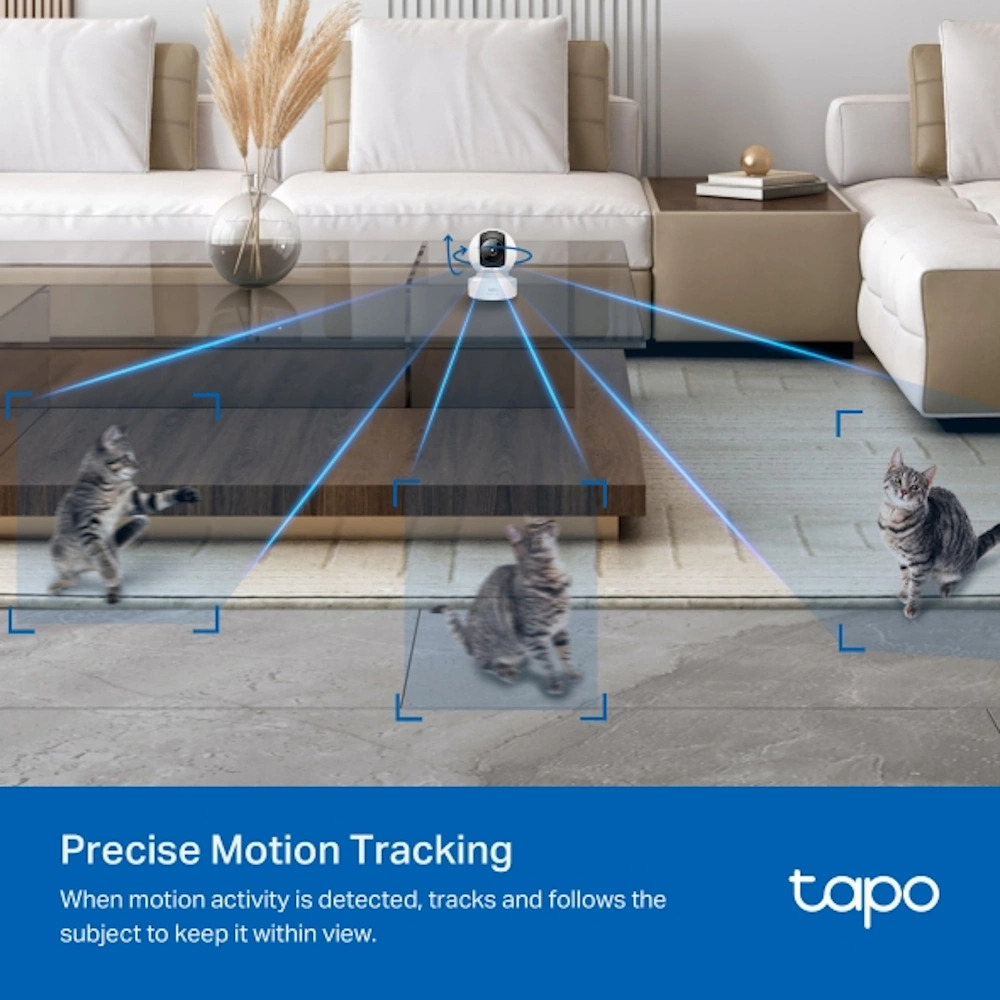 Precise Motion Tracking
When motion activity is detected, tracks and follows the
subject to keep it within view.
tapo